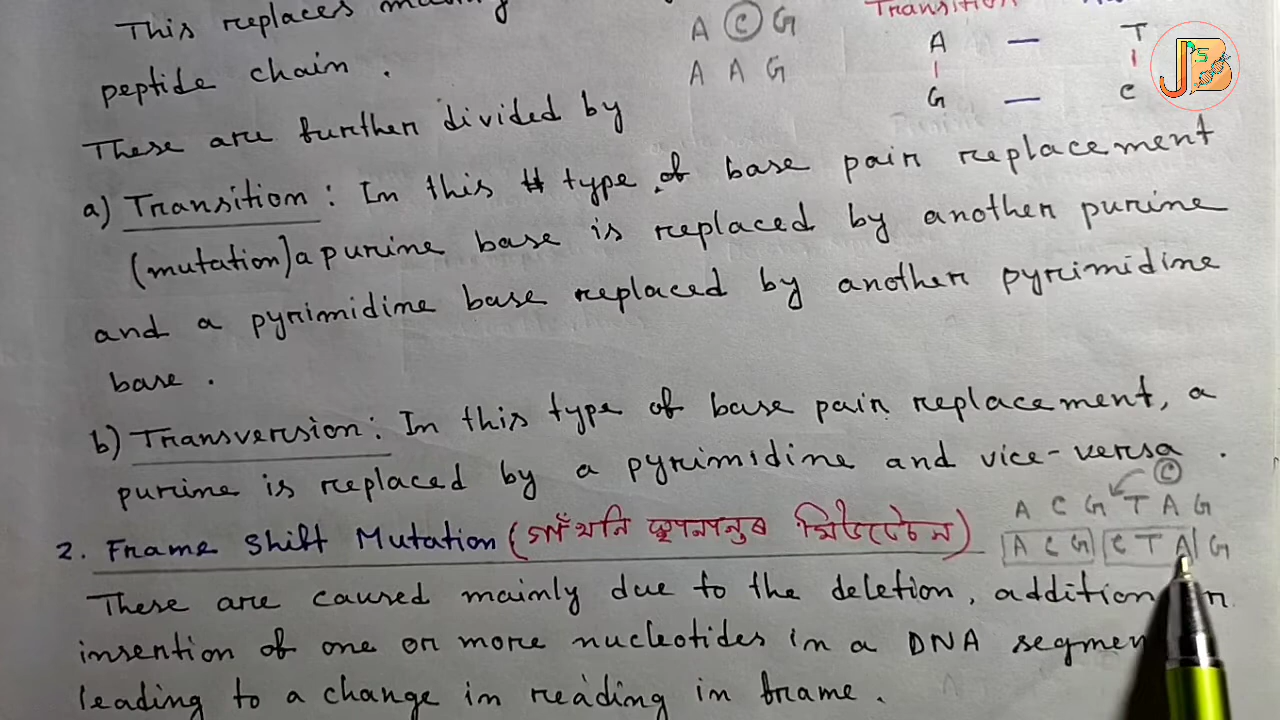 This replaces
A C G
Transition
peptide chain.
A A G
A — T
G — C
These are further divided by
a) Transition: In this type of base pair replacement
(mutation) a purine base is replaced by another purine
and a pyrimidine base replaced by another pyrimidine
base.
b) Transversion: In this type of base pair replacement, a
purine is replaced by a pyrimidine and vice-versa.
C
A C G T A G
2. Frame Shift Mutation (গাঁথনি মিউটেচন)
A C G C T A G
These are caused mainly due to the deletion, addition
insertion of one or more nucleotides in a DNA
leading to a change in reading in frame.
JB